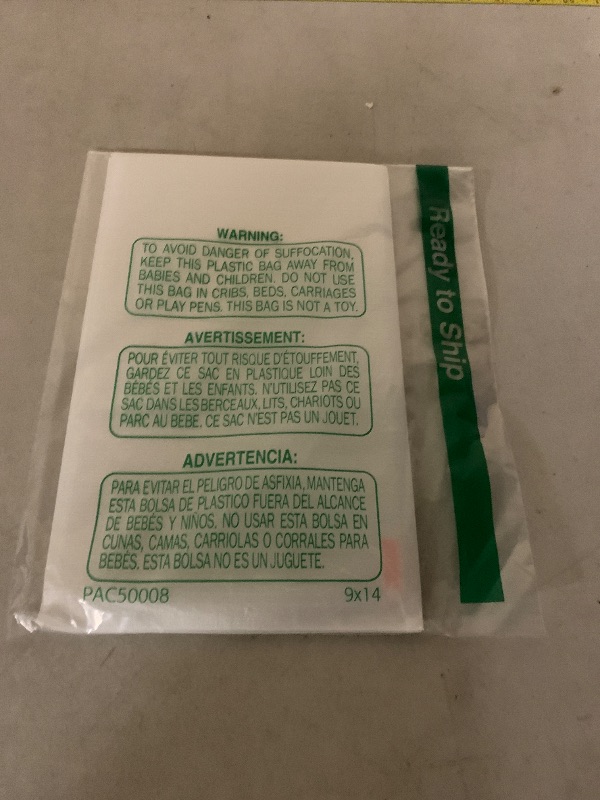 WARNING:
TO AVOID DANGER OF SUFFOCATION,
KEEP THIS PLASTIC BAG AWAY FROM
BABIES AND CHILDREN. DO NOT USE
THIS BAG IN CRIBS, BEDS, CARRIAGES
OR PLAY PENS. THIS BAG IS NOT A TOY.
AVERTISSEMENT:
POUR ÉVITER TOUT RISQUE D'ÉTOUFFEMENT,
GARDEZ CE SAC EN PLASTIQUE LOIN DES
BÉBÉS ET LES ENFANTS. N'UTILISEZ PAS CE
SAC DANS LES BERCEAUX, LITS, CHARIOTS OU
PARC AU BEBE. CE SAC N'EST PAS UN JOUET.
ADVERTENCIA:
PARA EVITAR EL PELIGRO DE ASFIXIA, MANTENGA
ESTA BOLSA DE PLASTICO FUERA DEL ALCANCE
DE BEBÉS Y NIÑOS. NO USAR ESTA BOLSA EN
CUNAS, CAMAS, CARRIOLAS O CORRALES PARA
BEBÉS. ESTA BOLSA NO ES UN JUGUETE.
PAC50008
9x14
Ready to Ship